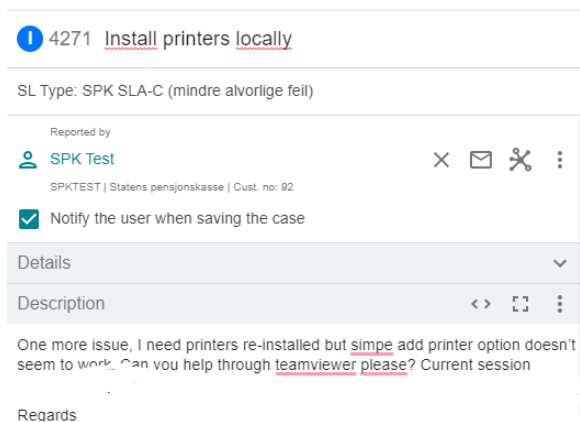 I 4271 Install printers locally
SL Type: SPK SLA-C (mindre alvorlige feil)
Reported by
SPK Test
SPKTEST | Statens pensjonskasse | Cust. no: 92
Notify the user when saving the case
Details
Description
One more issue, I need printers re-installed but simpe add printer option doesn't
seem to work. Can you help through teamviewer please? Current session
Regards